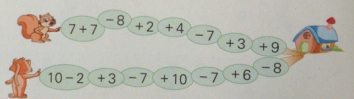 7+7 −8 +2 +4 −7 +3 +9
10−2 +3 −7 +10 −7 +6 −8